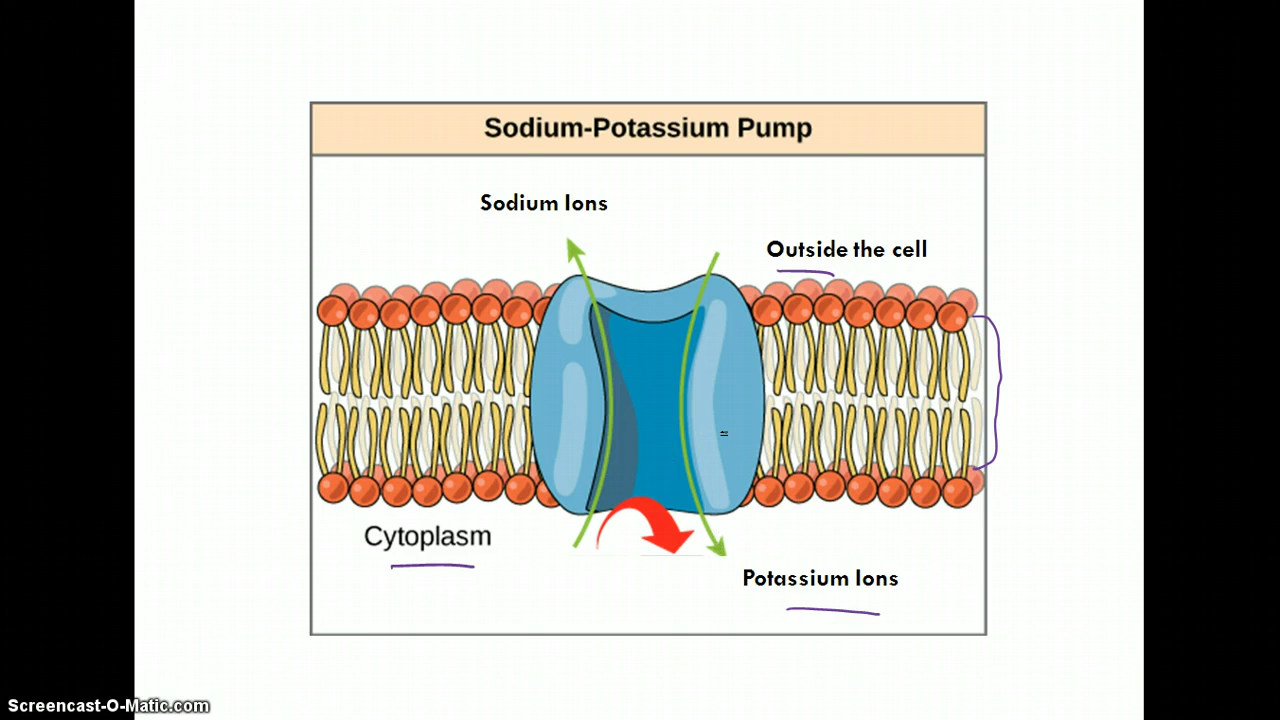 Sodium-Potassium Pump
Sodium Ions
Outside the cell
Cytoplasm
Potassium Ions
Screencast-O-Matic.com